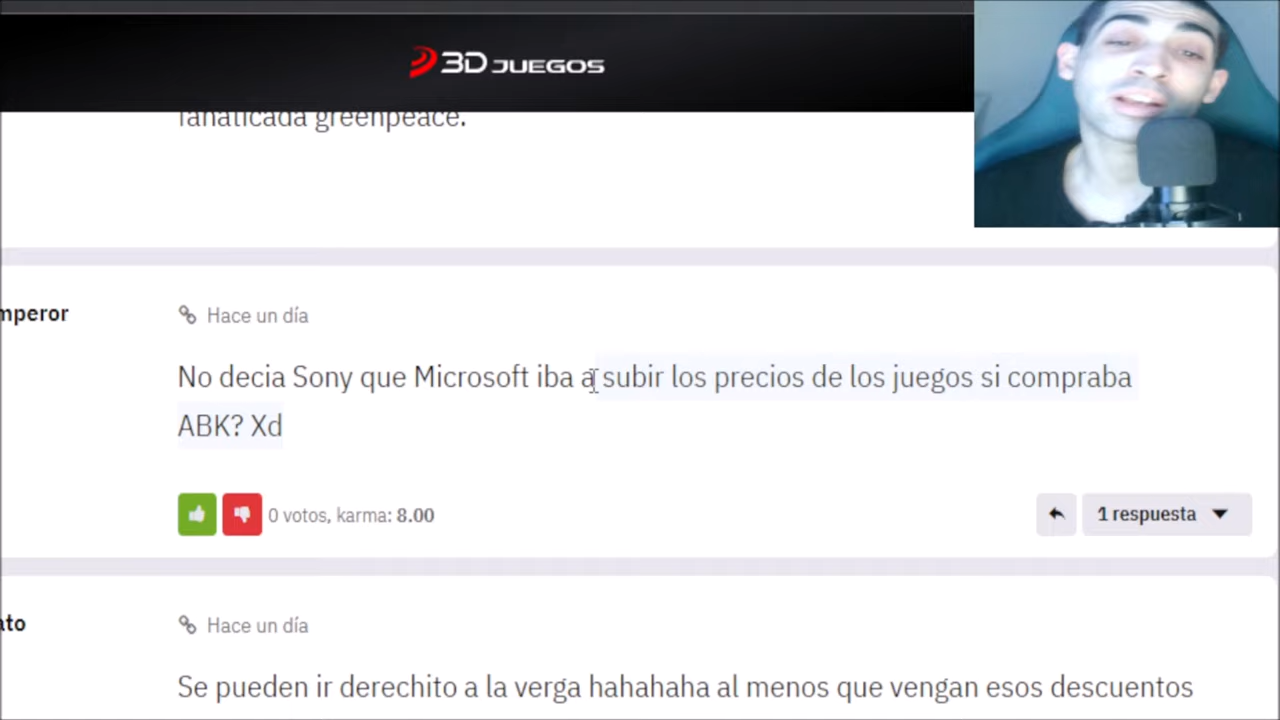 3D JUEGOS
fanaticada greenpeace.
mperor
Hace un día
No decia Sony que Microsoft iba a subir los precios de los juegos si compraba
ABK? Xd
0 votos, karma: 8.00
1 respuesta
ato
Hace un día
Se pueden ir derechito a la verga hahahaha al menos que vengan esos descuentos